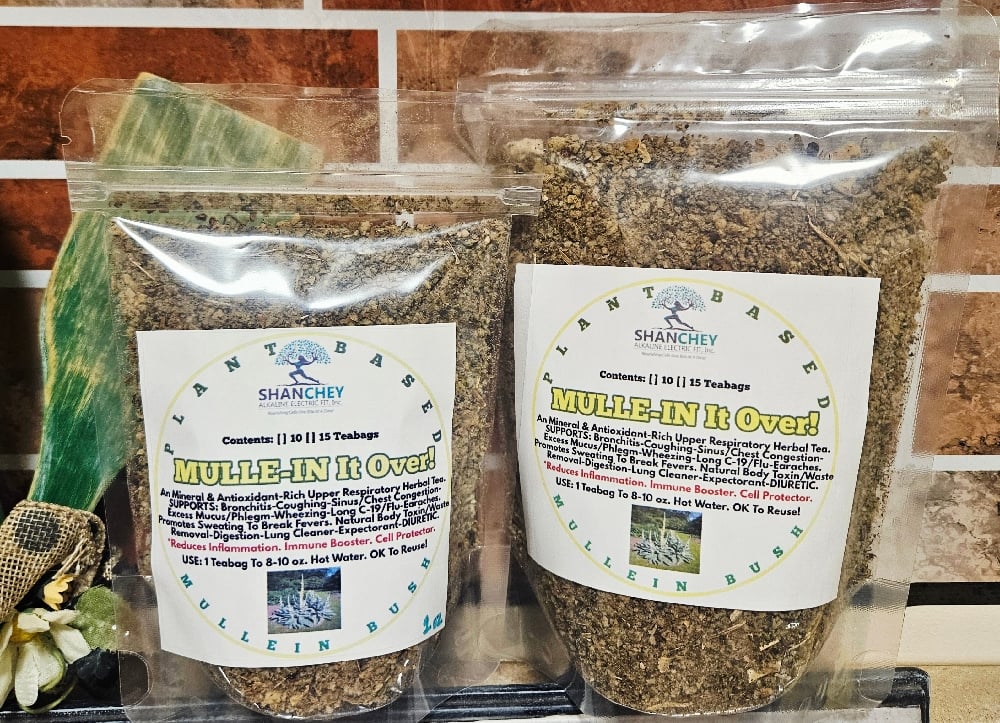 PLANT BASED
SHANCHEY
ALKALINE ELECTRIC FIT, Inc.
Contents: [ ] 10 [ ] 15 Teabags
MULLE-IN It Over!
An Mineral & Antioxidant-Rich Upper Respiratory Herbal Tea.
SUPPORTS: Bronchitis-Coughing-Sinus/Chest Congestion-
Excess Mucus/Phlegm-Wheezing-Long C-19/Flu-Earaches.
Promotes Sweating To Break Fevers. Natural Body Toxin/Waste
Removal-Digestion-Lung Cleaner-Expectorant-DIURETIC.
*Reduces Inflammation. Immune Booster. Cell Protector.
USE: 1 Teabag To 8-10 oz. Hot Water. OK To Reuse!
MULLEIN BUSH
2 oz
PLANT BASED
SHANCHEY
ALKALINE ELECTRIC FIT, Inc.
Contents: [ ] 10 [ ] 15 Teabags
MULLE-IN It Over!
An Mineral & Antioxidant-Rich Upper Respiratory Herbal Tea.
SUPPORTS: Bronchitis-Coughing-Sinus/Chest Congestion-
Excess Mucus/Phlegm-Wheezing-Long C-19/Flu-Earaches.
Promotes Sweating To Break Fevers. Natural Body Toxin/Waste
Removal-Digestion-Lung Cleaner-Expectorant-DIURETIC.
*Reduces Inflammation. Immune Booster. Cell Protector.
USE: 1 Teabag To 8-10 oz. Hot Water. OK To Reuse!
MULLEIN BUSH